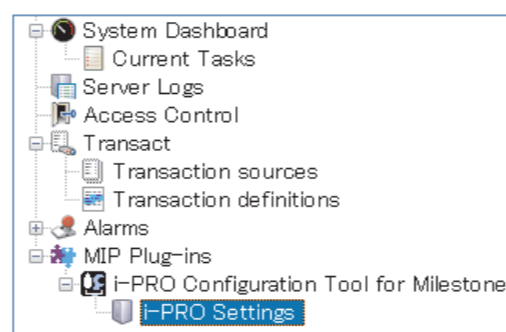 System Dashboard
Current Tasks
Server Logs
Access Control
Transact
Transaction sources
Transaction definitions
Alarms
MIP Plug-ins
i-PRO Configuration Tool for Milestone
i-PRO Settings